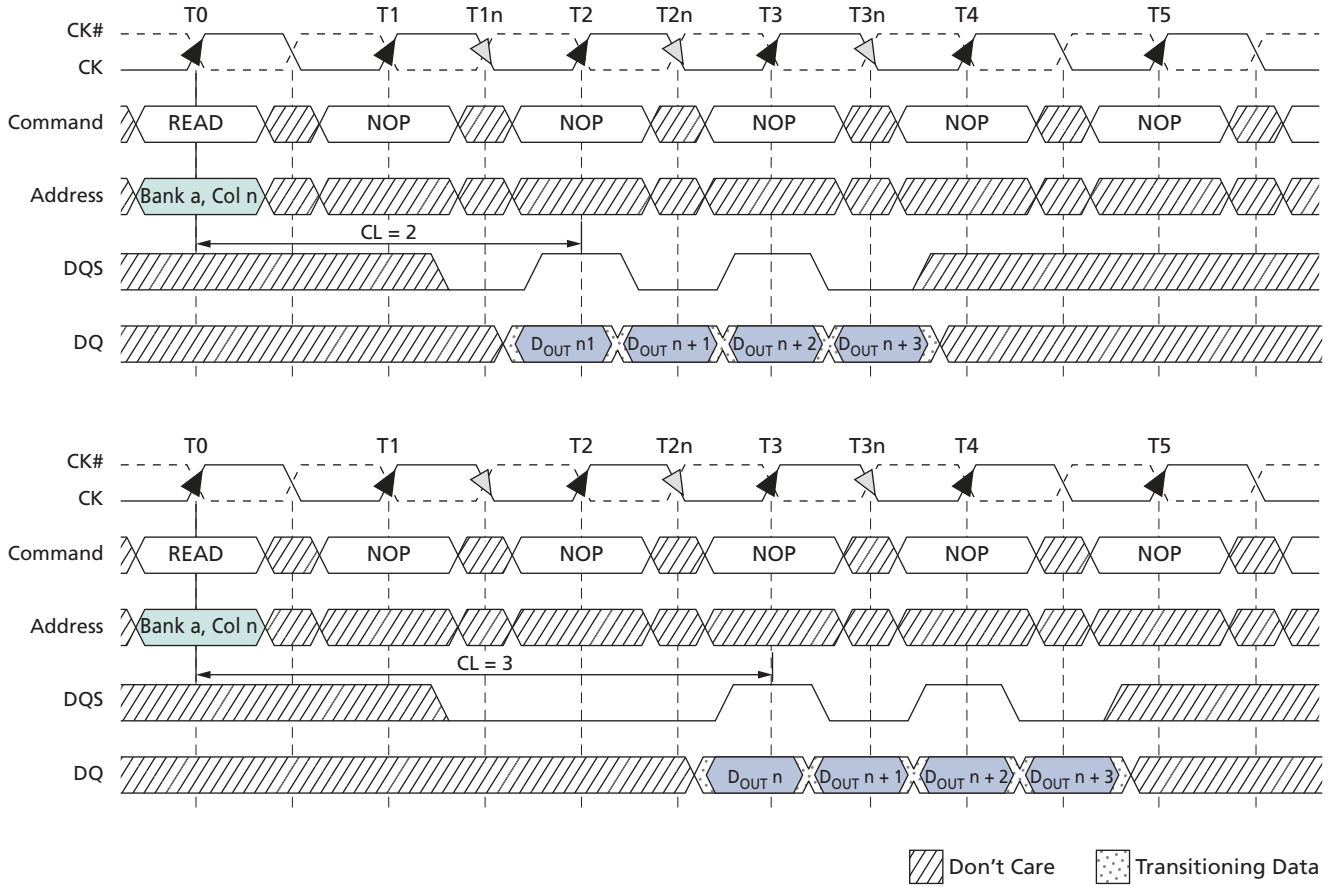 T0 T1 T1n T2 T2n T3 T3n T4 T5
CK#
CK
Command READ NOP NOP NOP NOP NOP
Address Bank a, Col n
CL = 2
DQS
DQ DOUT n1 DOUT n + 1 DOUT n + 2 DOUT n + 3
T0 T1 T2 T2n T3 T3n T4 T5
CK#
CK
Command READ NOP NOP NOP NOP NOP
Address Bank a, Col n
CL = 3
DQS
DQ DOUT n DOUT n + 1 DOUT n + 2 DOUT n + 3
Don't Care Transitioning Data